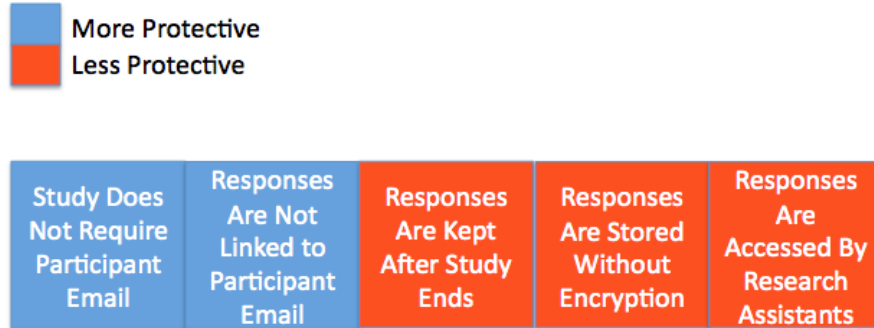 More Protective
Less Protective
Study Does
Not Require
Participant
Email
Responses
Are Not
Linked to
Participant
Email
Responses
Are Kept
After Study
Ends
Responses
Are Stored
Without
Encryption
Responses
Are
Accessed By
Research
Assistants